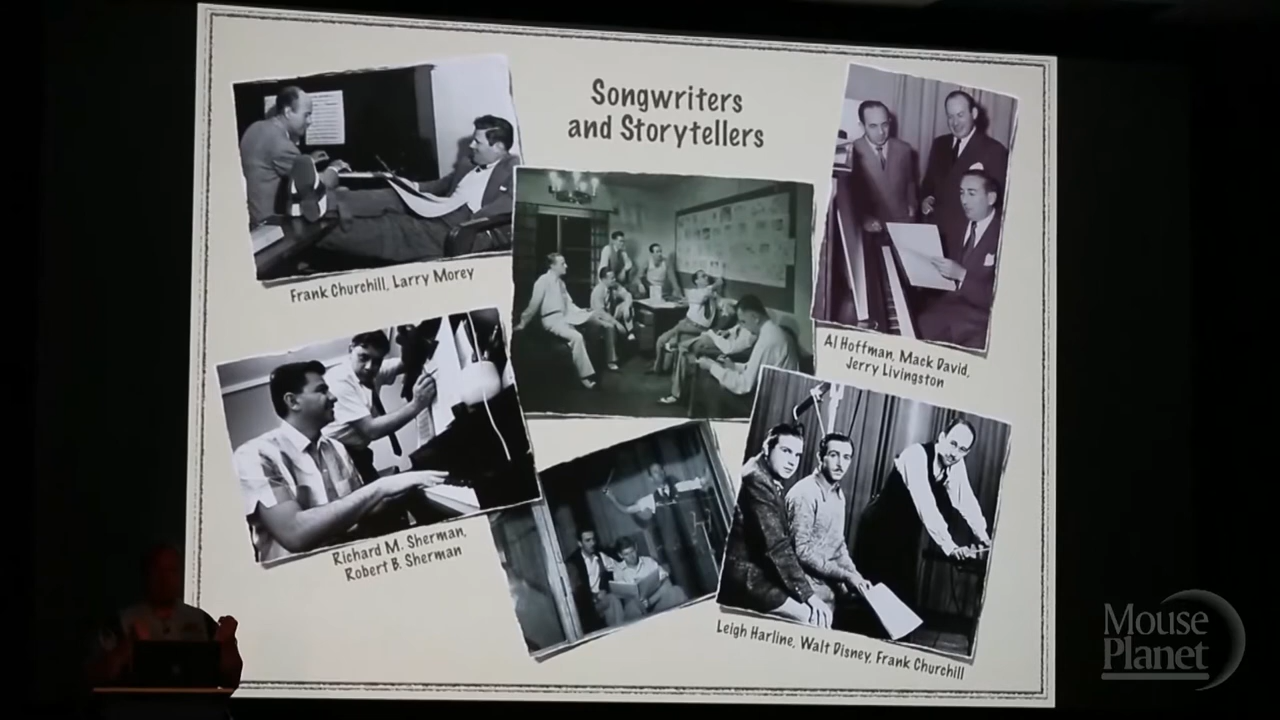 Songwriters
and Storytellers
Frank Churchill, Larry Morey
Al Hoffman, Mack David,
Jerry Livingston
Richard M. Sherman,
Robert B. Sherman
Leigh Harline, Walt Disney, Frank Churchill
Mouse
Planet